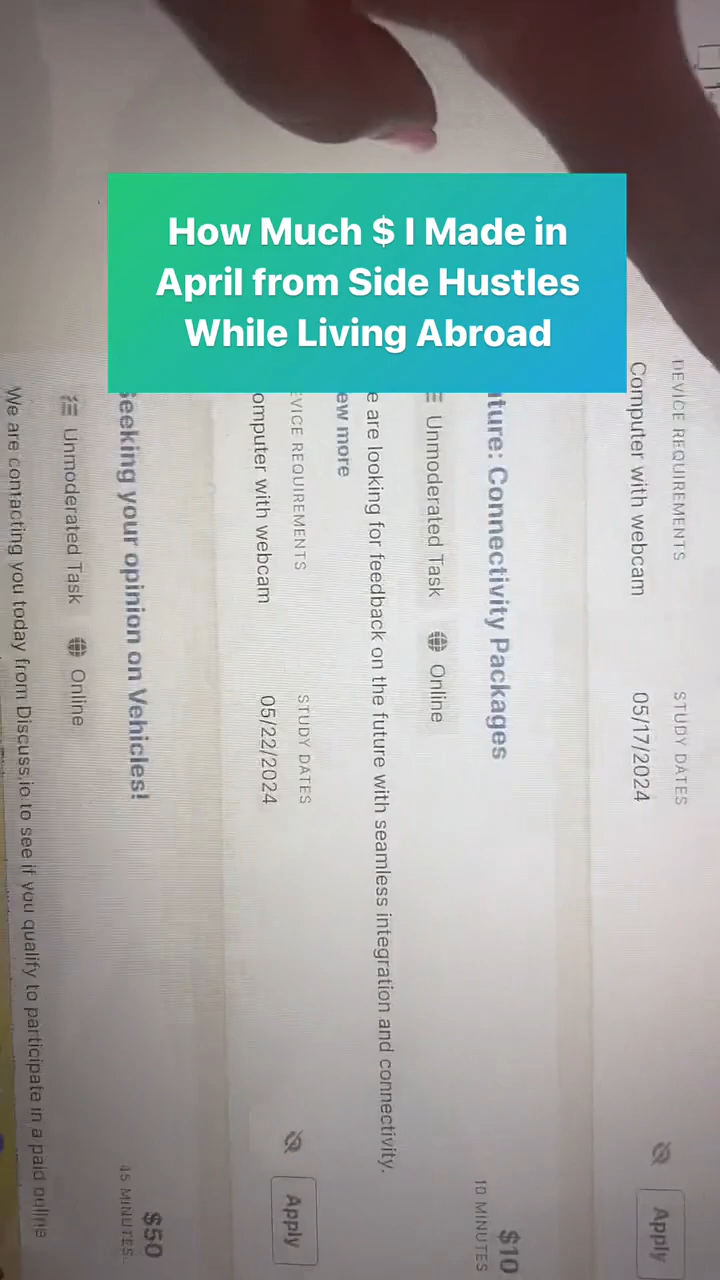 How Much $ I Made in
April from Side Hustles
While Living Abroad
DEVICE REQUIREMENTS
STUDY DATES
Computer with webcam
05/17/2024
Apply
ture: Connectivity Packages
$10
10 MINUTES
Unmoderated Task
Online
e are looking for feedback on the future with seamless integration and connectivity.
ew more
EVICE REQUIREMENTS
STUDY DATES
omputer with webcam
05/22/2024
Apply
eeking your opinion on Vehicles!
$50
45 MINUTES
Unmoderated Task
Online
We are contacting you today from Discuss.io to see if you qualify to participate in a paid online